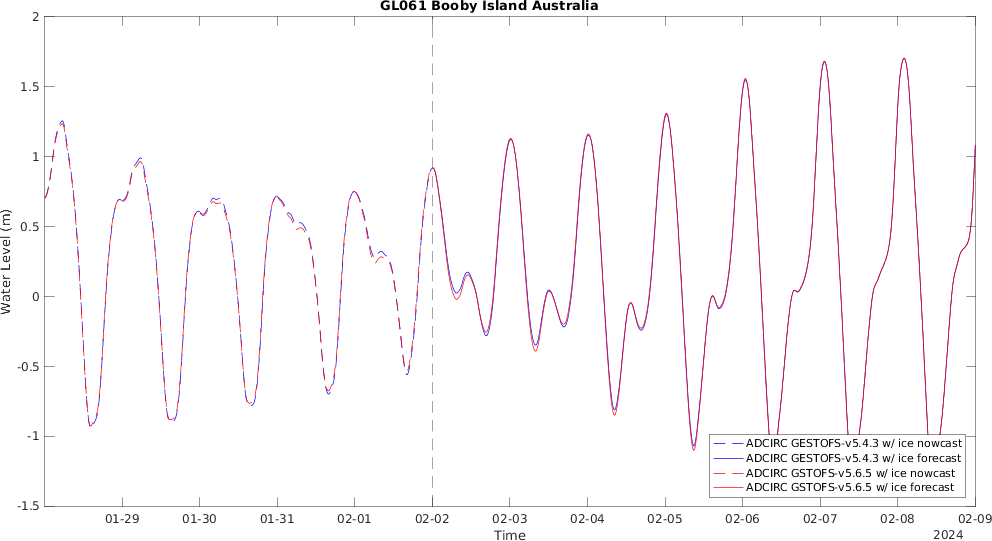 GL061 Booby Island Australia
2
1.5
1
0.5
0
-0.5
-1
-1.5
Water Level (m)
ADCIRC GESTOFS-v5.4.3 w/ ice nowcast
ADCIRC GESTOFS-v5.4.3 w/ ice forecast
ADCIRC GSTOFS-v5.6.5 w/ ice nowcast
ADCIRC GSTOFS-v5.6.5 w/ ice forecast
01-29 01-30 01-31 02-01 02-02 02-03 02-04 02-05 02-06 02-07 02-08 02-09
Time
2024